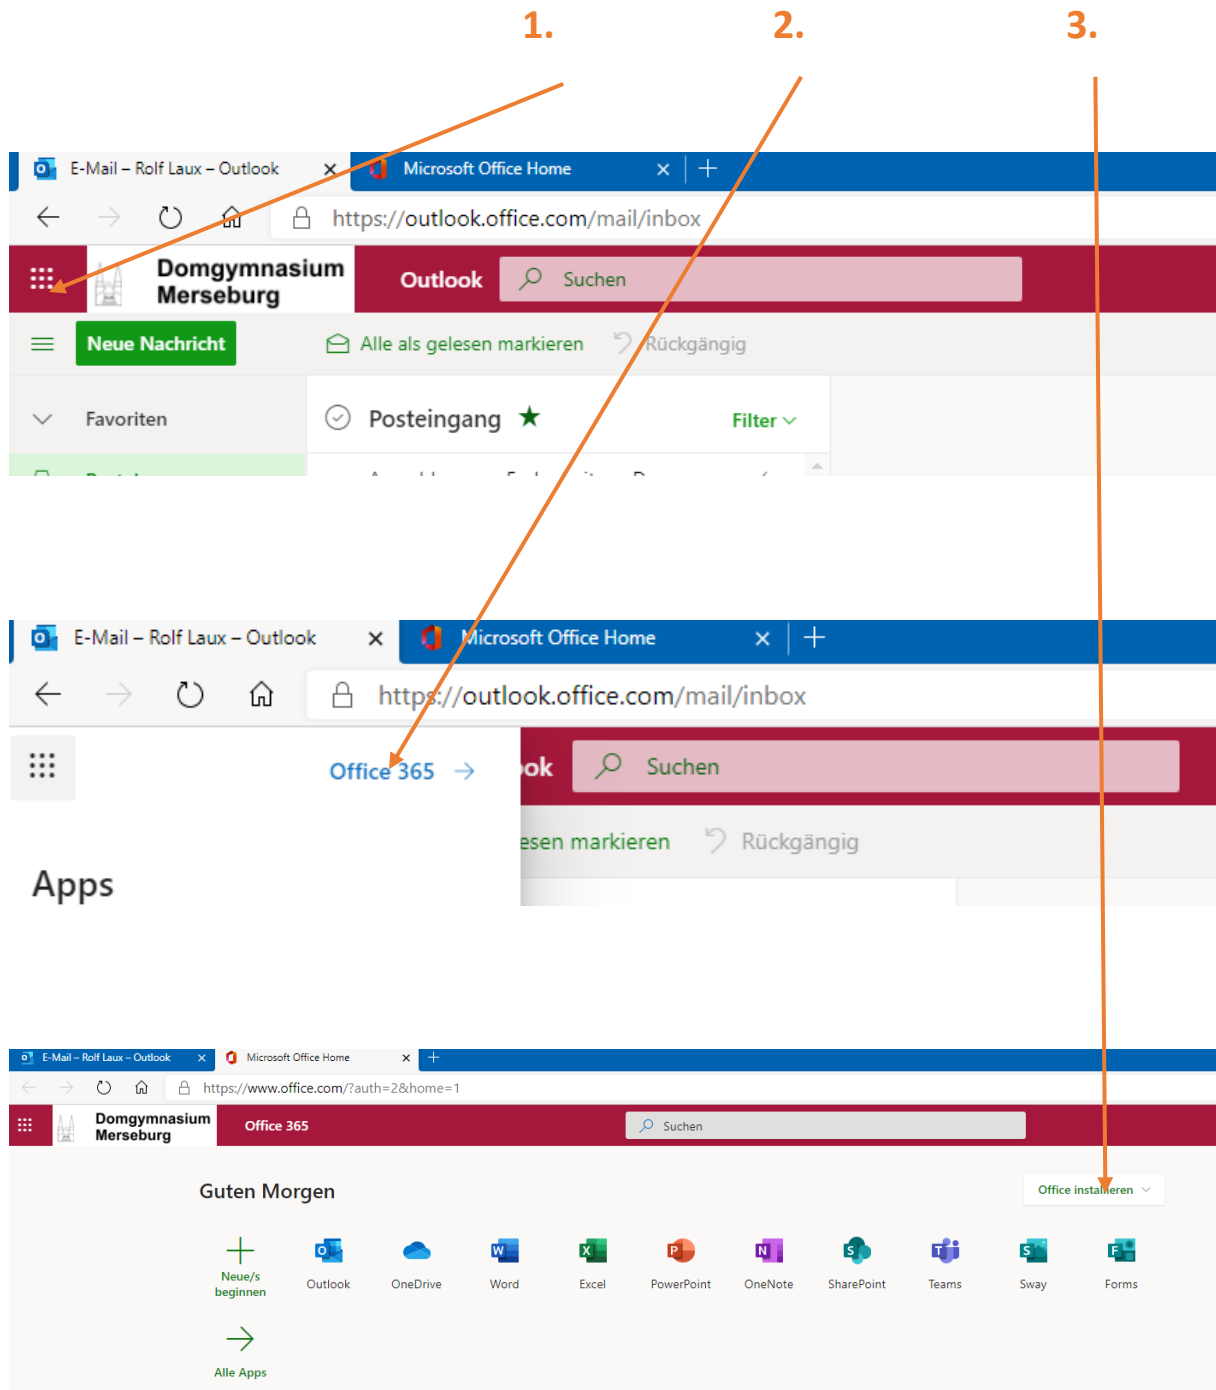 1. 2. 3.
E-Mail – Rolf Laux – Outlook Microsoft Office Home
https://outlook.office.com/mail/inbox
Domgymnasium
Merseburg
Outlook Suchen
Neue Nachricht Alle als gelesen markieren Rückgängig
Favoriten Posteingang Filter
E-Mail – Rolf Laux – Outlook Microsoft Office Home
https://outlook.office.com/mail/inbox
Office 365 ook Suchen
esen markieren Rückgängig
Apps
E-Mail – Rolf Laux – Outlook Microsoft Office Home
https://www.office.com/?auth=2&home=1
Domgymnasium
Merseburg
Office 365 Suchen
Guten Morgen Office installieren
Neue/s
beginnen
Outlook OneDrive Word Excel PowerPoint OneNote SharePoint Teams Sway Forms
Alle Apps